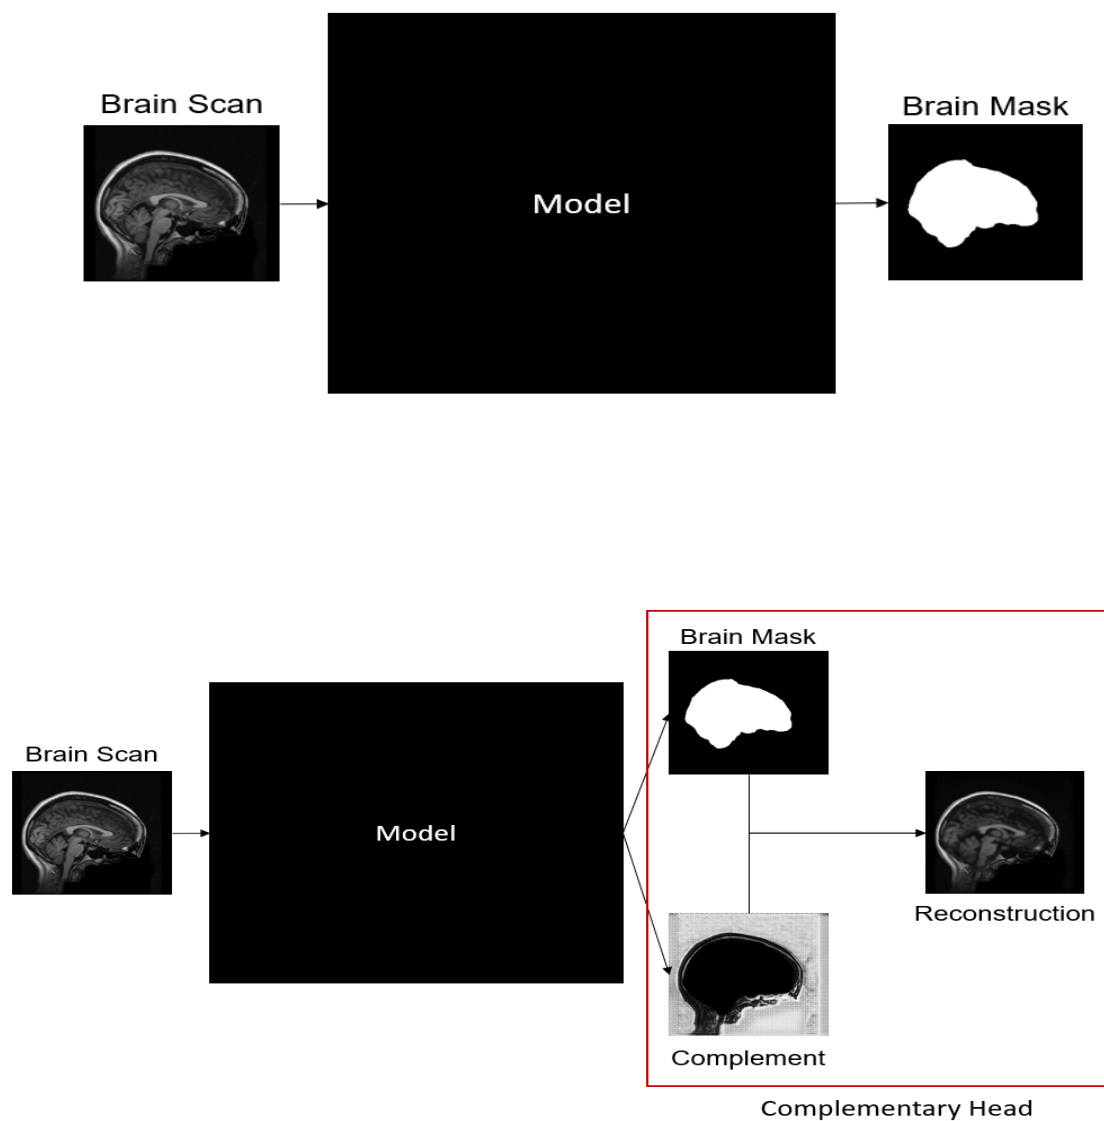 Brain Scan
Model
Brain Mask
Brain Mask
Brain Scan
Model
Reconstruction
Complement
Complementary Head